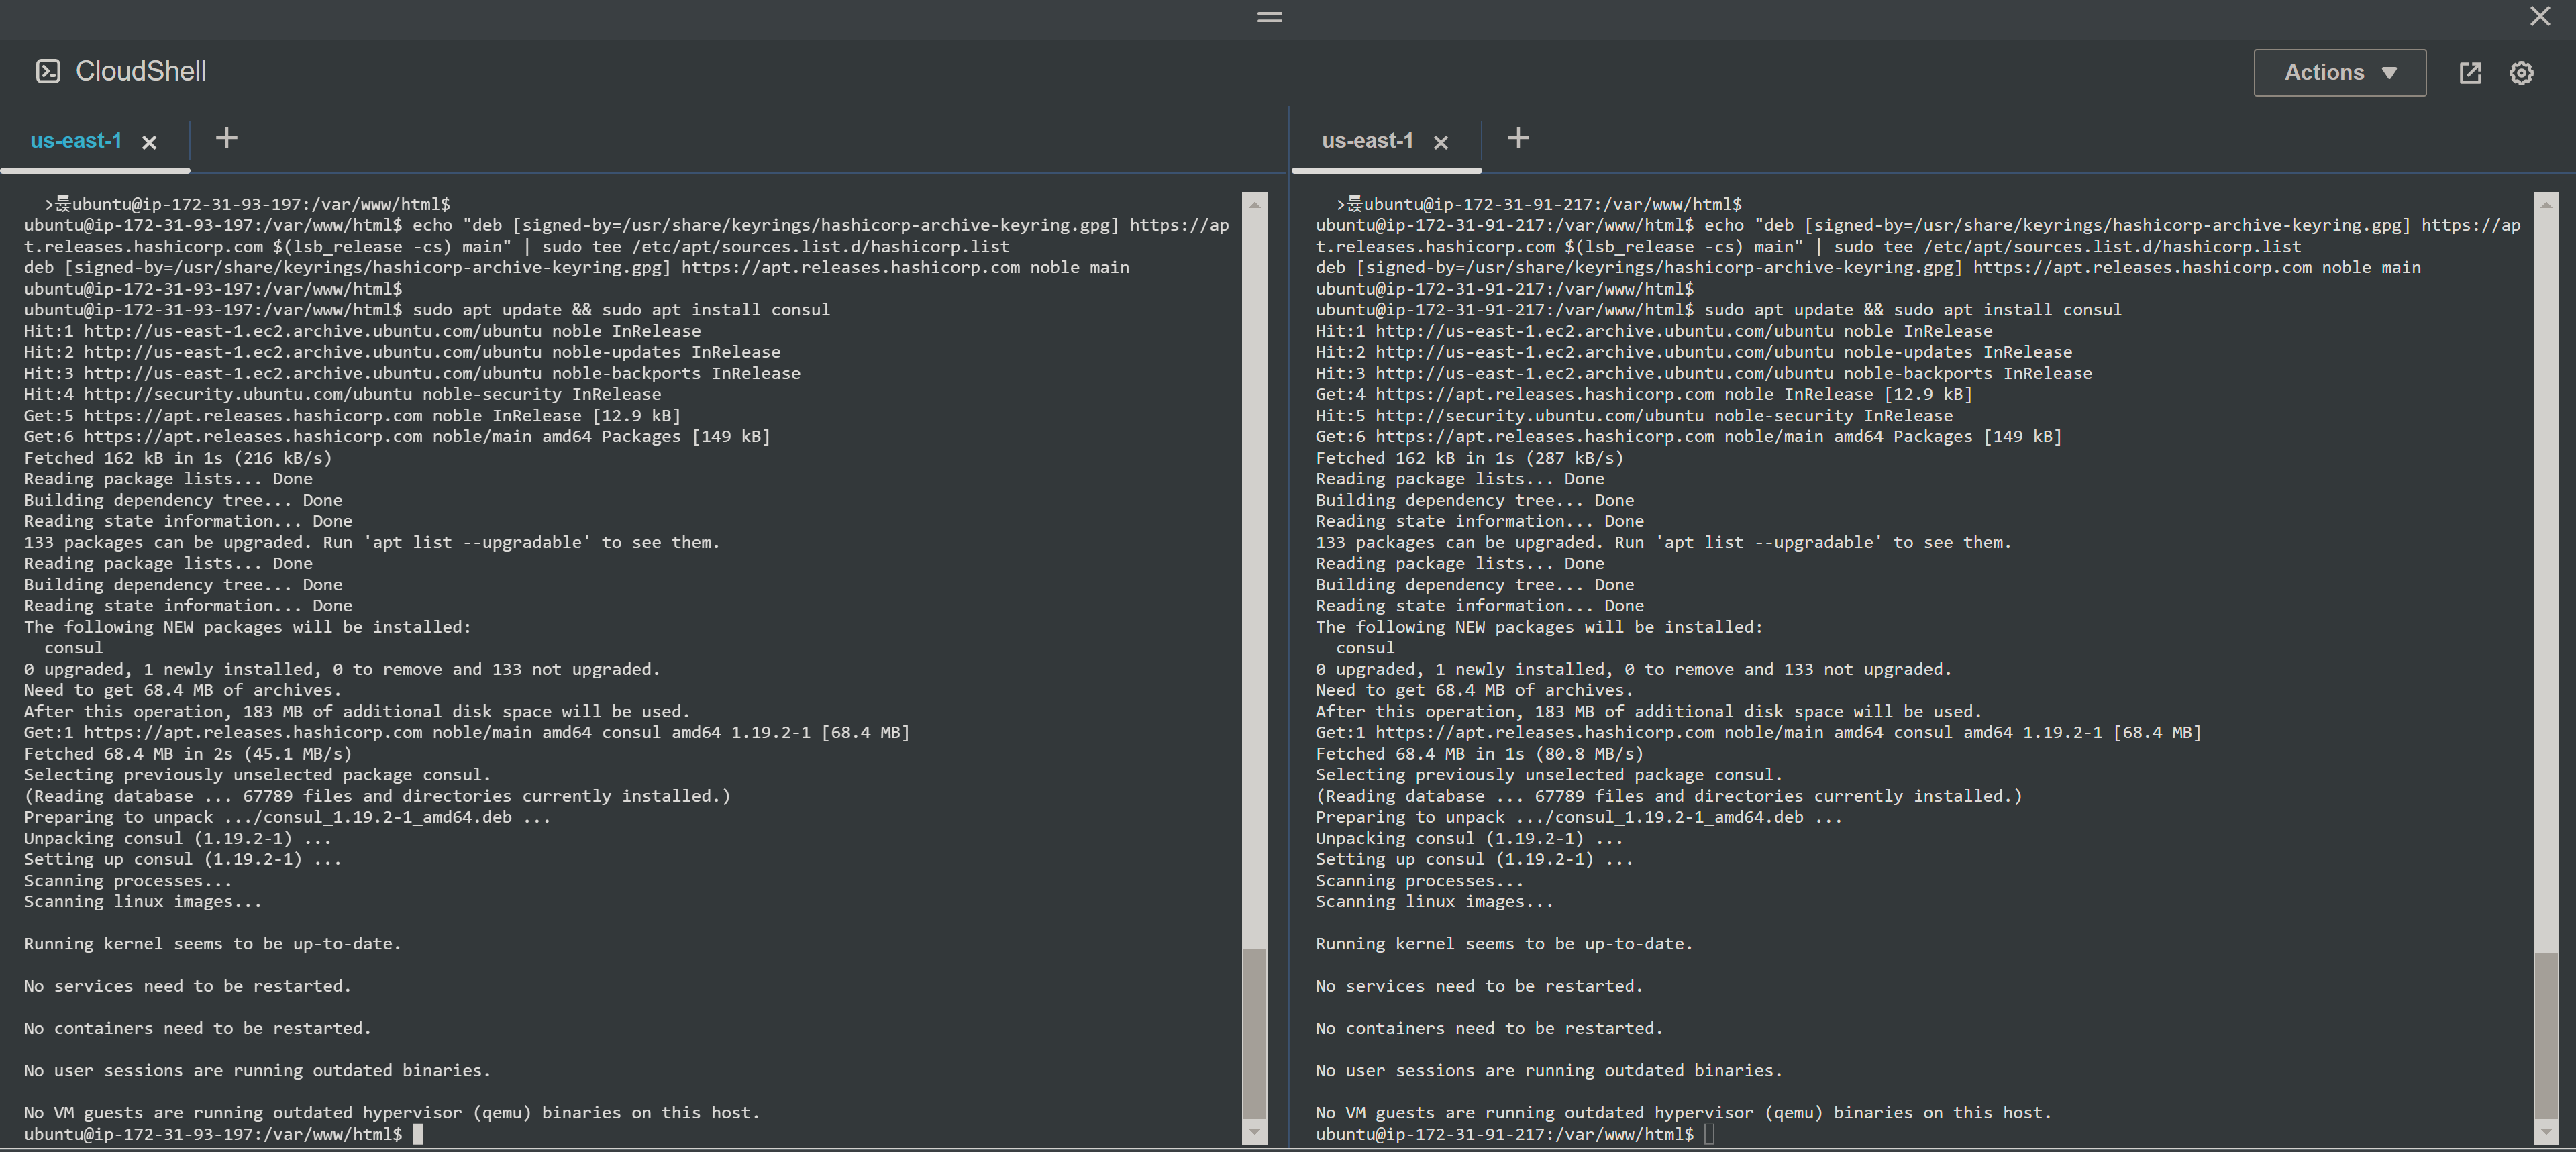 CloudShell
Actions
us-east-1
ubuntu@ip-172-31-93-197:/var/www/html$
ubuntu@ip-172-31-93-197:/var/www/html$ echo "deb [signed-by=/usr/share/keyrings/hashicorp-archive-keyring.gpg] https://ap
t.releases.hashicorp.com $(lsb_release -cs) main" | sudo tee /etc/apt/sources.list.d/hashicorp.list
deb [signed-by=/usr/share/keyrings/hashicorp-archive-keyring.gpg] https://apt.releases.hashicorp.com noble main
ubuntu@ip-172-31-93-197:/var/www/html$
ubuntu@ip-172-31-93-197:/var/www/html$ sudo apt update && sudo apt install consul
Hit:1 http://us-east-1.ec2.archive.ubuntu.com/ubuntu noble InRelease
Hit:2 http://us-east-1.ec2.archive.ubuntu.com/ubuntu noble-updates InRelease
Hit:3 http://us-east-1.ec2.archive.ubuntu.com/ubuntu noble-backports InRelease
Hit:4 http://security.ubuntu.com/ubuntu noble-security InRelease
Get:5 https://apt.releases.hashicorp.com noble InRelease [12.9 kB]
Get:6 https://apt.releases.hashicorp.com noble/main amd64 Packages [149 kB]
Fetched 162 kB in 1s (216 kB/s)
Reading package lists... Done
Building dependency tree... Done
Reading state information... Done
133 packages can be upgraded. Run 'apt list --upgradable' to see them.
Reading package lists... Done
Building dependency tree... Done
Reading state information... Done
The following NEW packages will be installed:
consul
0 upgraded, 1 newly installed, 0 to remove and 133 not upgraded.
Need to get 68.4 MB of archives.
After this operation, 183 MB of additional disk space will be used.
Get:1 https://apt.releases.hashicorp.com noble/main amd64 consul amd64 1.19.2-1 [68.4 MB]
Fetched 68.4 MB in 2s (45.1 MB/s)
Selecting previously unselected package consul.
(Reading database ... 67789 files and directories currently installed.)
Preparing to unpack .../consul_1.19.2-1_amd64.deb ...
Unpacking consul (1.19.2-1) ...
Setting up consul (1.19.2-1) ...
Scanning processes...
Scanning linux images...
Running kernel seems to be up-to-date.
No services need to be restarted.
No containers need to be restarted.
No user sessions are running outdated binaries.
No VM guests are running outdated hypervisor (qemu) binaries on this host.
ubuntu@ip-172-31-93-197:/var/www/html$
us-east-1
ubuntu@ip-172-31-91-217:/var/www/html$
ubuntu@ip-172-31-91-217:/var/www/html$ echo "deb [signed-by=/usr/share/keyrings/hashicorp-archive-keyring.gpg] https://ap
t.releases.hashicorp.com $(lsb_release -cs) main" | sudo tee /etc/apt/sources.list.d/hashicorp.list
deb [signed-by=/usr/share/keyrings/hashicorp-archive-keyring.gpg] https://apt.releases.hashicorp.com noble main
ubuntu@ip-172-31-91-217:/var/www/html$
ubuntu@ip-172-31-91-217:/var/www/html$ sudo apt update && sudo apt install consul
Hit:1 http://us-east-1.ec2.archive.ubuntu.com/ubuntu noble InRelease
Hit:2 http://us-east-1.ec2.archive.ubuntu.com/ubuntu noble-updates InRelease
Hit:3 http://us-east-1.ec2.archive.ubuntu.com/ubuntu noble-backports InRelease
Get:4 https://apt.releases.hashicorp.com noble InRelease [12.9 kB]
Hit:5 http://security.ubuntu.com/ubuntu noble-security InRelease
Get:6 https://apt.releases.hashicorp.com noble/main amd64 Packages [149 kB]
Fetched 162 kB in 1s (287 kB/s)
Reading package lists... Done
Building dependency tree... Done
Reading state information... Done
133 packages can be upgraded. Run 'apt list --upgradable' to see them.
Reading package lists... Done
Building dependency tree... Done
Reading state information... Done
The following NEW packages will be installed:
consul
0 upgraded, 1 newly installed, 0 to remove and 133 not upgraded.
Need to get 68.4 MB of archives.
After this operation, 183 MB of additional disk space will be used.
Get:1 https://apt.releases.hashicorp.com noble/main amd64 consul amd64 1.19.2-1 [68.4 MB]
Fetched 68.4 MB in 1s (80.8 MB/s)
Selecting previously unselected package consul.
(Reading database ... 67789 files and directories currently installed.)
Preparing to unpack .../consul_1.19.2-1_amd64.deb ...
Unpacking consul (1.19.2-1) ...
Setting up consul (1.19.2-1) ...
Scanning processes...
Scanning linux images...
Running kernel seems to be up-to-date.
No services need to be restarted.
No containers need to be restarted.
No user sessions are running outdated binaries.
No VM guests are running outdated hypervisor (qemu) binaries on this host.
ubuntu@ip-172-31-91-217:/var/www/html$